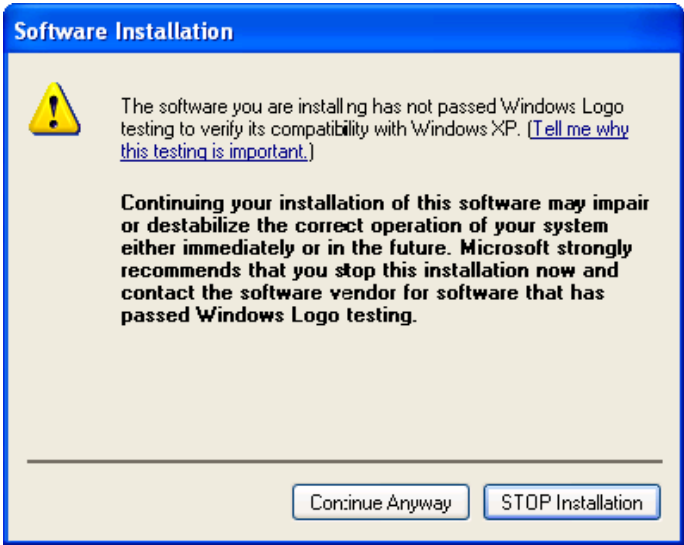 Software Installation
The software you are installing has not passed Windows Logo
testing to verify its compatibility with Windows XP. (Tell me why
this testing is important.)
Continuing your installation of this software may impair
or destabilize the correct operation of your system
either immediately or in the future. Microsoft strongly
recommends that you stop this installation now and
contact the software vendor for software that has
passed Windows Logo testing.
Continue Anyway
STOP Installation